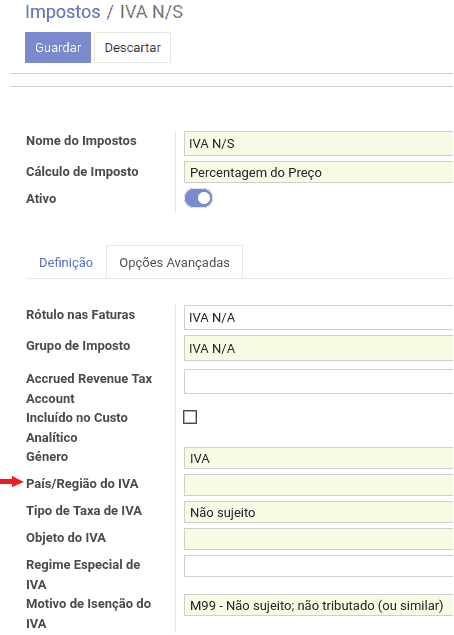 Impostos / IVA N/S
Guardar Descartar
Nome do Impostos IVA N/S
Cálculo de Imposto Percentagem do Preço
Ativo
Definição Opções Avançadas
Rótulo nas Faturas IVA N/A
Grupo de Imposto IVA N/A
Accrued Revenue Tax
Account
Incluído no Custo
Analítico
Género IVA
País/Região do IVA
Tipo de Taxa de IVA Não sujeito
Objeto do IVA
Regime Especial de
IVA
Motivo de Isenção do M99 - Não sujeito; não tributado (ou similar)
IVA